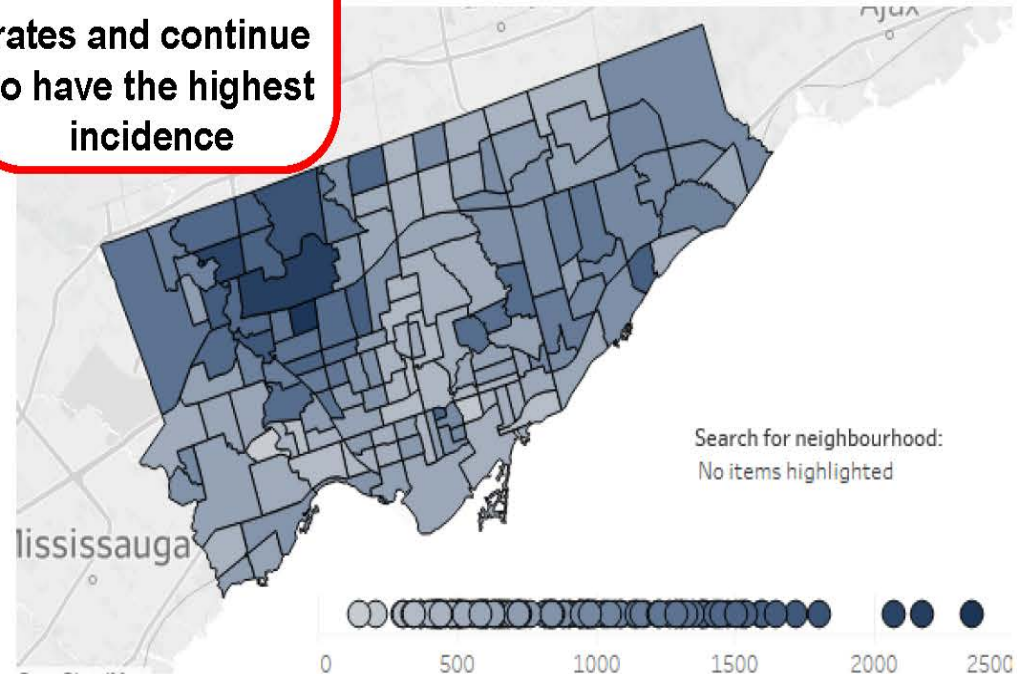 rates and continue
o have the highest
incidence
Ajax
Search for neighbourhood:
No items highlighted
Mississauga
0 500 1000 1500 2000 2500